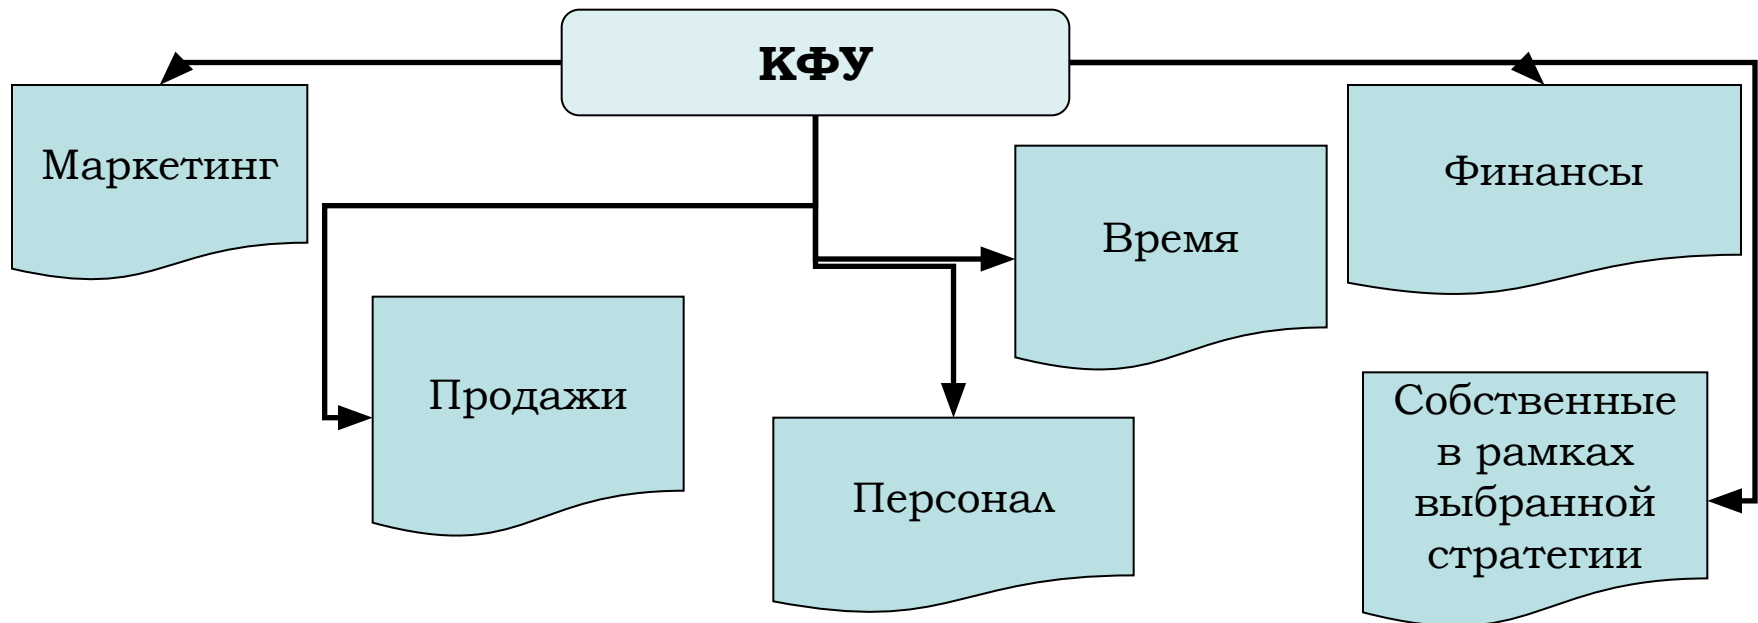 КФУ
Маркетинг
Финансы
Время
Продажи
Персонал
Собственные
в рамках
выбранной
стратегии